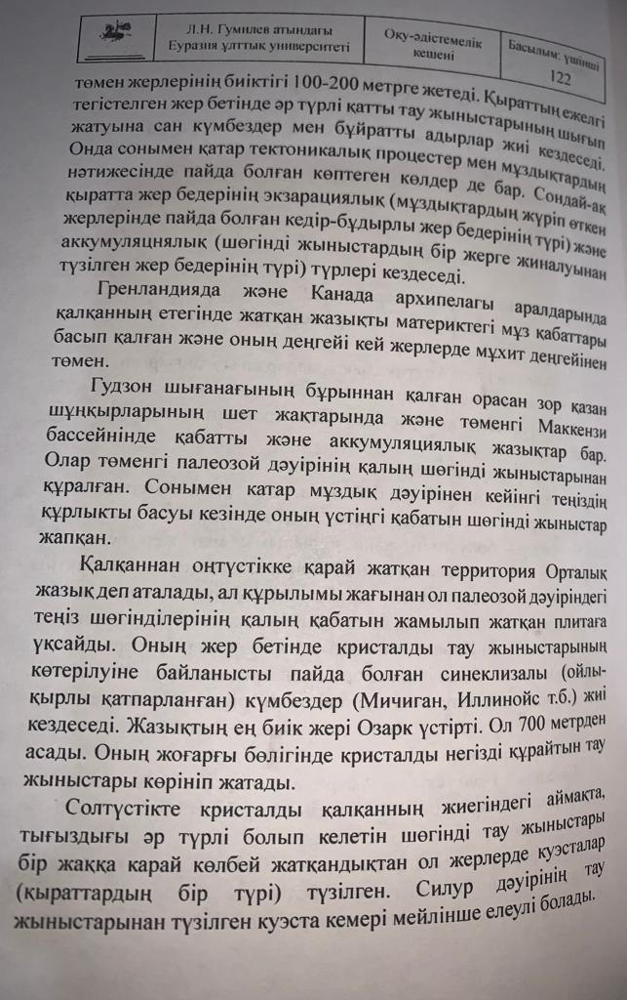 Л.Н. Гумилев атындағы
Еуразия ұлттық университеті
Оқу-әдістемелік
кешені
Басылым: үшінші
122
төмен жерлерінің биіктігі 100-200 метрге жетеді. Қыраттың ежелгі
тегістелген жер бетінде әр түрлі қатты тау жыныстарының шығып
жатуына сан күмбездер мен бұйратты адырлар жиі кездеседі.
Онда сонымен қатар тектоникалық процестер мен мұздықтардың
нәтижесінде пайда болған көптеген көлдер де бар. Сондай-ақ
қыратта жер бедерінің экзарациялық (мұздықтардың жүріп өткен
жерлерінде пайда болған кедір-бұдырлы жер бедерінің түрі) және
аккумуляцнялық (шөгінді жыныстардың бір жерге жиналуынан
түзілген жер бедерінің түрі) түрлері кездеседі.
Гренландияда және Канада архипелагы аралдарында
қалқанның етегінде жатқан жазықты материктегі мұз қабаттары
басып қалған және оның деңгейі кей жерлерде мұхит деңгейінен
төмен.
Гудзон шығанағының бұрыннан қалған орасан зор қазан
шұңқырларының шет жақтарында және төменгі Маккензи
бассейнінде қабатты және аккумуляциялық жазықтар бар.
Олар төменгі палеозой дәуірінің қалың шөгінді жыныстарынан
құралған. Сонымен катар мұздық дәуірінен кейінгі теңіздің
құрлықты басуы кезінде оның үстіңгі қабатын шөгінді жыныстар
жапқан.
Қалқаннан оңтүстікке қарай жатқан территория Орталық
жазық деп аталады, ал құрылымы жағынан ол палеозой дәуіріндегі
теңіз шөгінділерінің қалың қабатын жамылып жатқан плитаға
ұқсайды. Оның жер бетінде кристалды тау жыныстарының
көтерілуіне байланысты пайда болған синеклизалы (ойлы-
қырлы қатпарланған) күмбездер (Мичиган, Иллинойс т.б.) жиі
кездеседі. Жазықтың ең биік жері Озарк үстірті. Ол 700 метрден
асады. Оның жоғарғы бөлігінде кристалды негізді құрайтын тау
жыныстары көрініп жатады.
Солтүстікте кристалды қалқанның жиегіндегі аймақта,
тығыздығы әр түрлі болып келетін шөгінді тау жыныстары
бір жаққа карай көлбей жатқандықтан ол жерлерде куэсталар
(қыраттардың бір түрі) түзілген. Силур дәуірінің тау
жыныстарынан түзілген куэста кемері мейлінше елеулі болады.